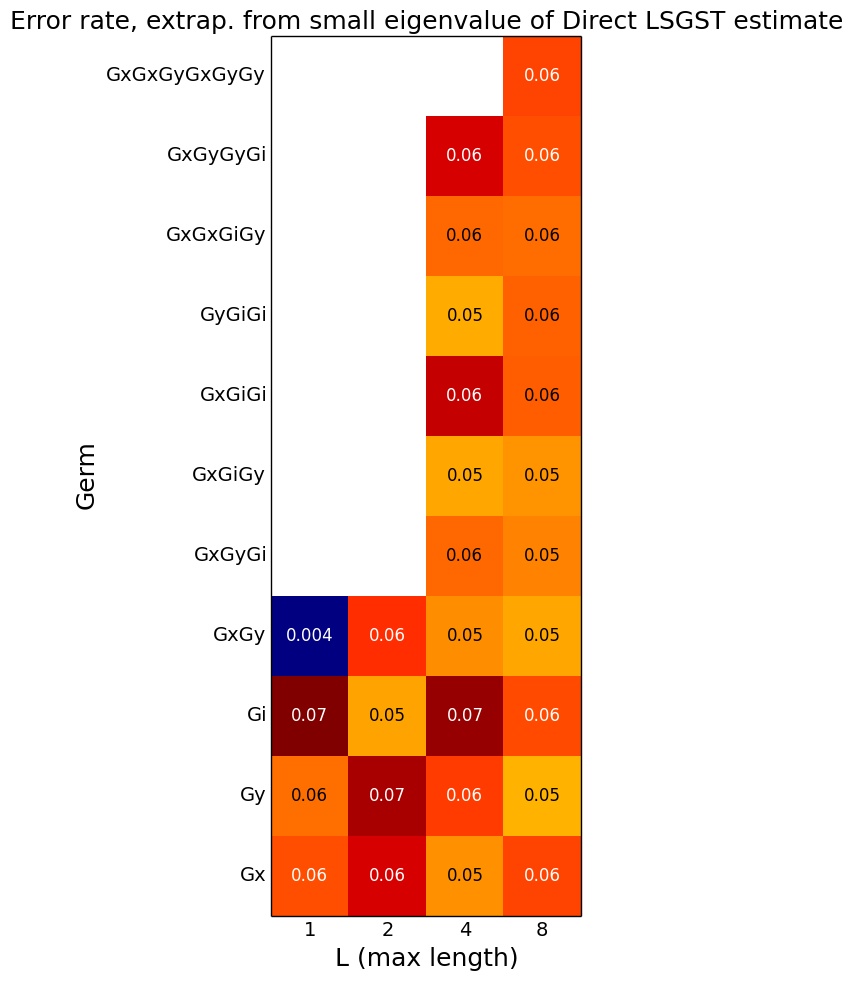 Error rate, extrap. from small eigenvalue of Direct LSGST estimate
GxGxGyGxGyGy 0.06
GxGyGyGi 0.06 0.06
GxGxGiGy 0.06 0.06
GyGiGi 0.05 0.06
GxGiGi 0.06 0.06
GxGiGy 0.05 0.05
GxGyGi 0.06 0.05
GxGy 0.004 0.06 0.05 0.05
Gi 0.07 0.05 0.07 0.06
Gy 0.06 0.07 0.06 0.05
Gx 0.06 0.06 0.05 0.06
Germ
1 2 4 8
L (max length)